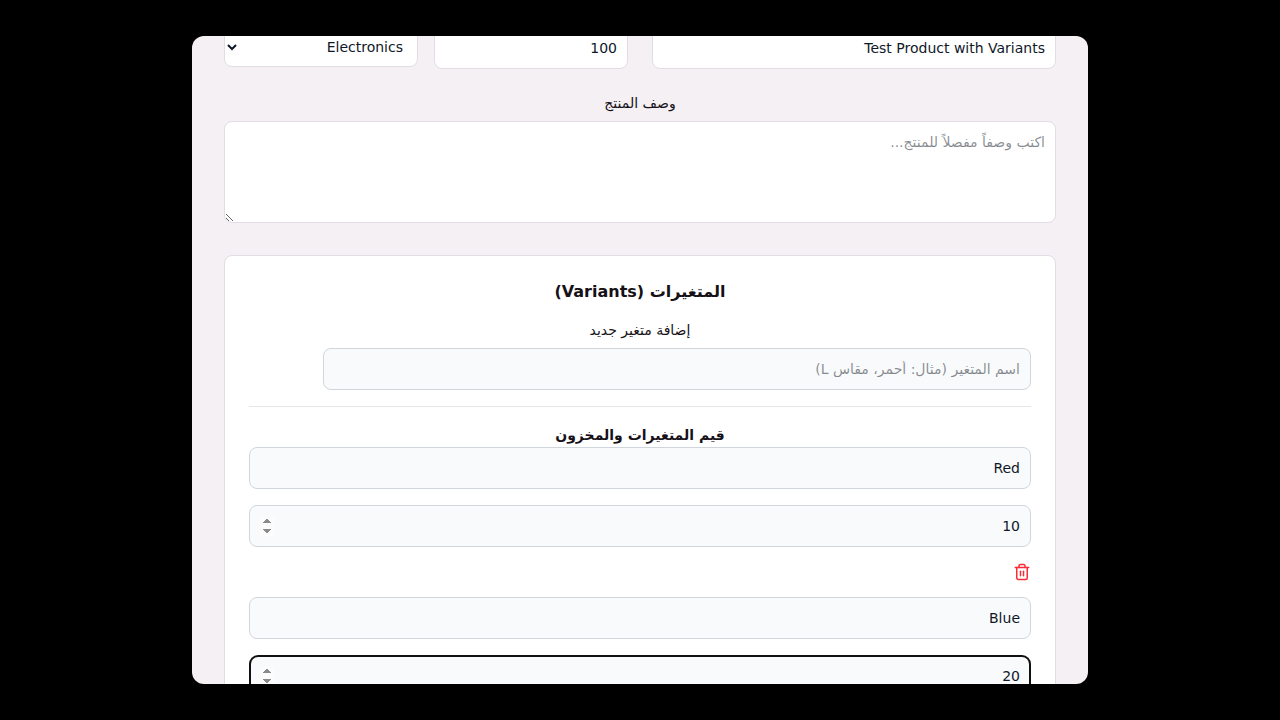 Test Product with Variants
100
Electronics
وصف المنتج
اكتب وصفاً مفصلاً للمنتج...
المتغيرات (Variants)
إضافة متغير جديد
اسم المتغير (مثال: أحمر، مقاس L)
قيم المتغيرات والمخزون
Red
10
Blue
20